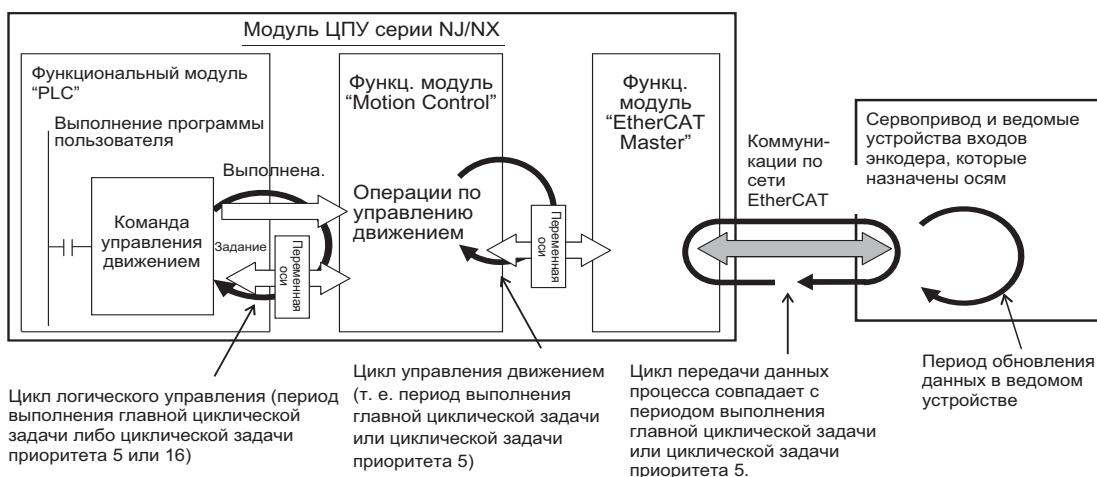 Модуль ЦПУ серии NJ/NX
Функциональный модуль
“PLC”
Выполнение программы
пользователя
Выполнена.
Команда
управления
движением
Задание
Переменная
оси
Функц. модуль
“Motion Control”
Операции по
управлению
движением
Переменная
оси
Функц.
модуль
“EtherCAT
Master”
Коммуни-
кации по
сети
EtherCAT
Сервопривод и ведомые
устройства входов
энкодера, которые
назначены осям
Цикл логического управления (период
выполнения главной циклической
задачи либо циклической задачи
приоритета 5 или 16)
Цикл управления движением
(т. е. период выполнения
главной циклической задачи
или циклической задачи
приоритета 5)
Цикл передачи данных
процесса совпадает с
периодом выполнения
главной циклической задачи
или циклической задачи
приоритета 5.
Период обновления
данных в ведомом
устройстве